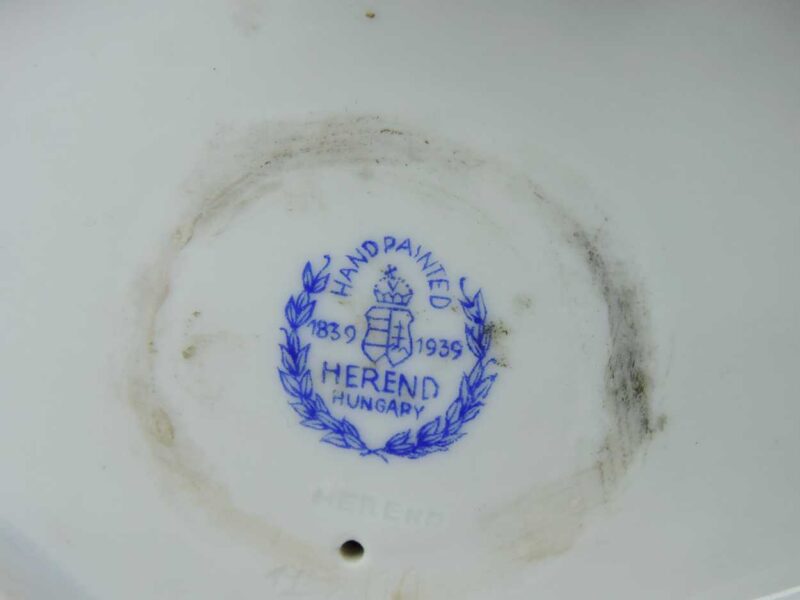 HANDPAINTED
1839 1939
HEREND
HUNGARY
HEREND